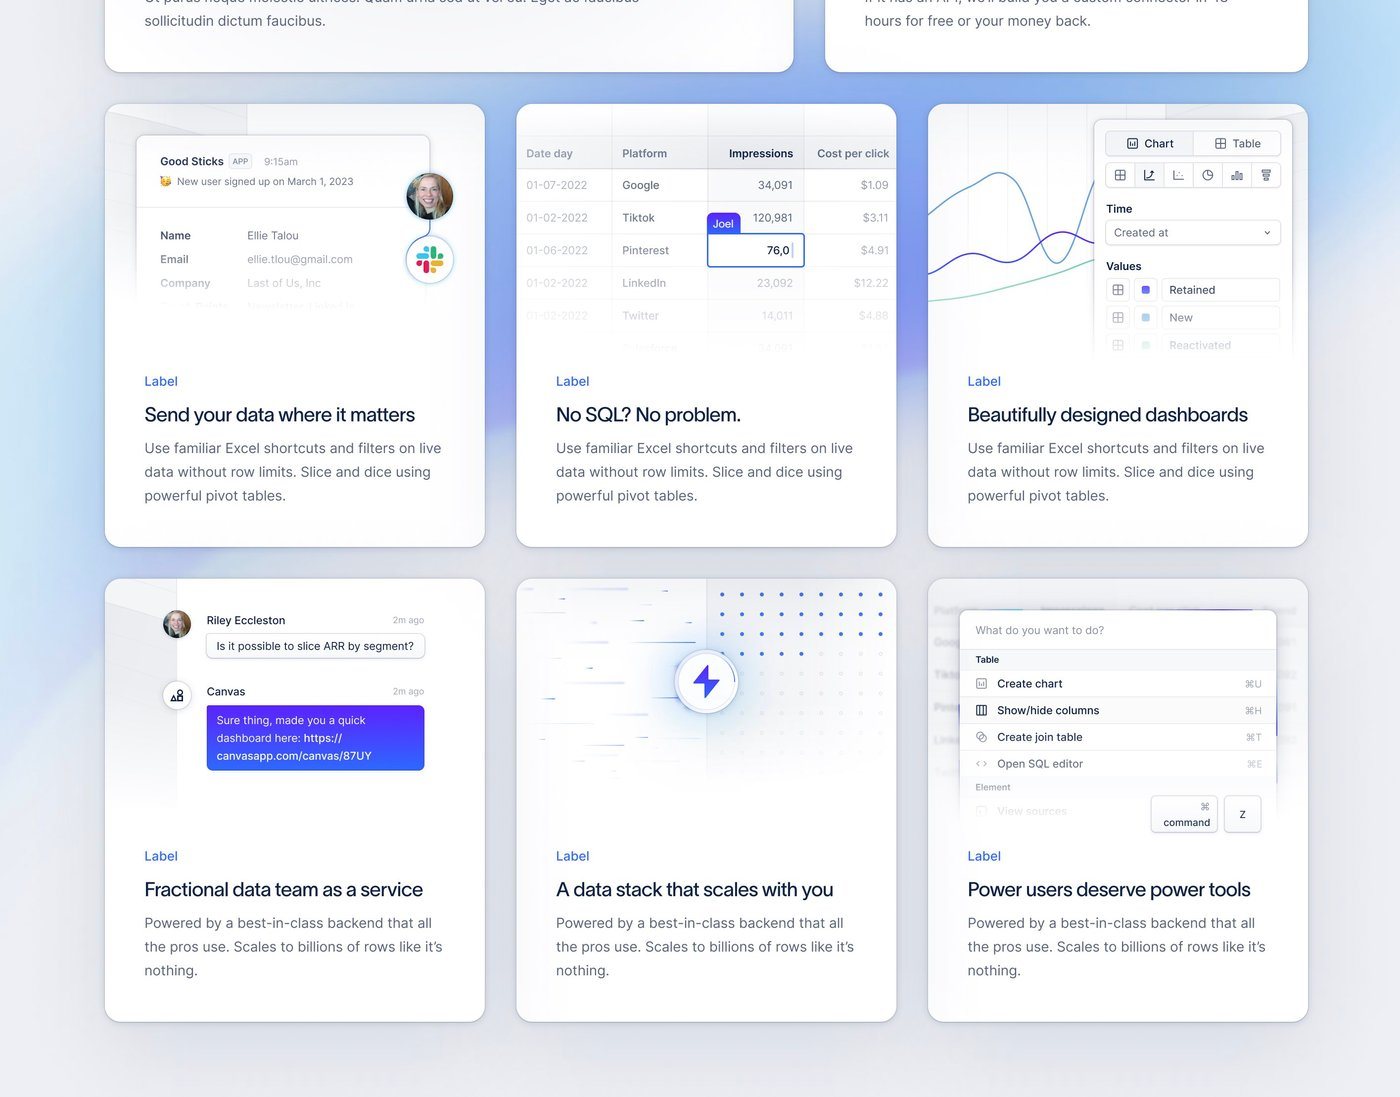 sollicitudin dictum faucibus.
hours for free or your money back.
Good Sticks APP 9:15am
🥳 New user signed up on March 1, 2023
Name Ellie Talou
Email ellie.tlou@gmail.com
Company Last of Us, Inc
Label
Send your data where it matters
Use familiar Excel shortcuts and filters on live
data without row limits. Slice and dice using
powerful pivot tables.
Date day Platform Impressions Cost per click
01-07-2022 Google 34,091 $1.09
01-02-2022 Tiktok 120,981 $3.11
Joel
01-06-2022 Pinterest 76,0 $4.91
01-02-2022 LinkedIn 23,092 $12.22
01-02-2022 Twitter 14,011 $4.88
Label
No SQL? No problem.
Use familiar Excel shortcuts and filters on live
data without row limits. Slice and dice using
powerful pivot tables.
Chart Table
Time
Created at
Values
Retained
New
Reactivated
Label
Beautifully designed dashboards
Use familiar Excel shortcuts and filters on live
data without row limits. Slice and dice using
powerful pivot tables.
Riley Eccleston 2m ago
Is it possible to slice ARR by segment?
Canvas 2m ago
Sure thing, made you a quick
dashboard here: https://
canvasapp.com/canvas/87UY
Label
Fractional data team as a service
Powered by a best-in-class backend that all
the pros use. Scales to billions of rows like it’s
nothing.
Label
A data stack that scales with you
Powered by a best-in-class backend that all
the pros use. Scales to billions of rows like it’s
nothing.
What do you want to do?
Table
Create chart ⌘U
Show/hide columns ⌘H
Create join table ⌘T
Open SQL editor ⌘E
Element
View sources
⌘
command Z
Label
Power users deserve power tools
Powered by a best-in-class backend that all
the pros use. Scales to billions of rows like it’s
nothing.